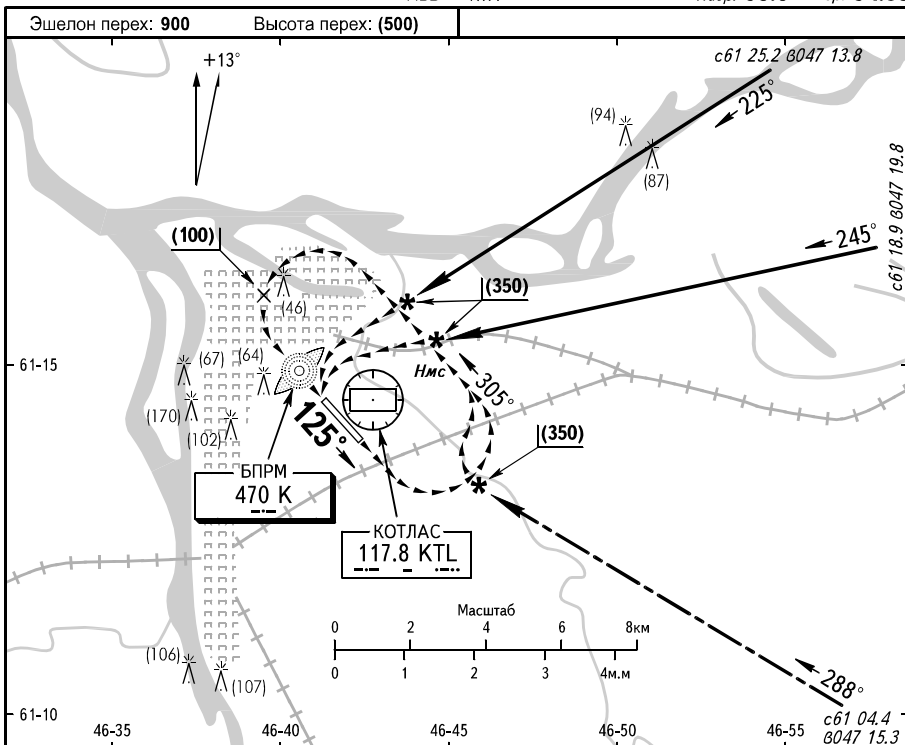 Эшелон перех: 900
Высота перех: (500)
+13°
с61 25.2 в047 13.8
225°
(94)
(87)
с61 18.9 в047 19.8
245°
(100)
(350)
(46)
61-15
(67)
(64)
Нмс
305°
(170)
(102)
125°
(350)
БПРМ
470 К
КОТЛАС
117.8 KTL
Масштаб
0 2 4 6 8км
0 1 2 3 4м.м
(106)
(107)
288°
61-10
46-35 46-40 46-45 46-50 46-55
с61 04.4
в047 15.3